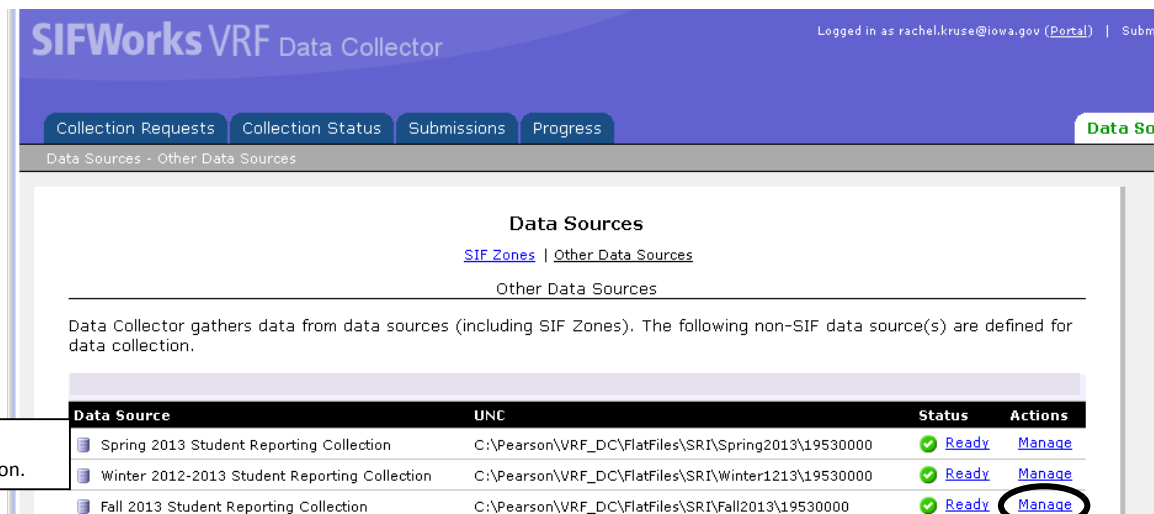 SIFWorks VRF Data Collector
Logged in as rachel.kruse@iowa.gov (Portal) | Subm
Collection Requests Collection Status Submissions Progress Data So
Data Sources - Other Data Sources
Data Sources
SIF Zones | Other Data Sources
Other Data Sources
Data Collector gathers data from data sources (including SIF Zones). The following non-SIF data source(s) are defined for
data collection.
Data Source UNC Status Actions
Spring 2013 Student Reporting Collection C:\Pearson\VRF_DC\FlatFiles\SRI\Spring2013\19530000 Ready Manage
on.
Winter 2012-2013 Student Reporting Collection C:\Pearson\VRF_DC\FlatFiles\SRI\Winter1213\19530000 Ready Manage
Fall 2013 Student Reporting Collection C:\Pearson\VRF_DC\FlatFiles\SRI\Fall2013\19530000 Ready Manage